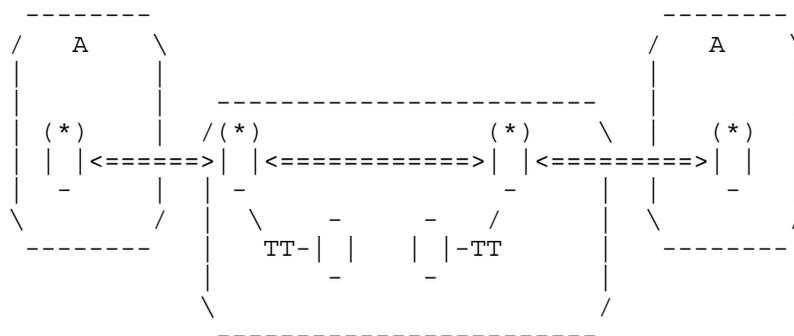 --------                                        --------
/    A    \                                     /    A    \
|         |                                     |         |
|         |    ------------------------         |         |
|  (*)    |  /(*)              (*)      \  |    (*)
|  | |<======>| |<============>| |<=========>| |
|   -     |  |  -                -      |  |     -
\         /  |   \    -     -    /      |  \         /
 --------    |   TT-| |   | |-TT        |   --------
             |       -     -            |
             \                          /
              ------------------------